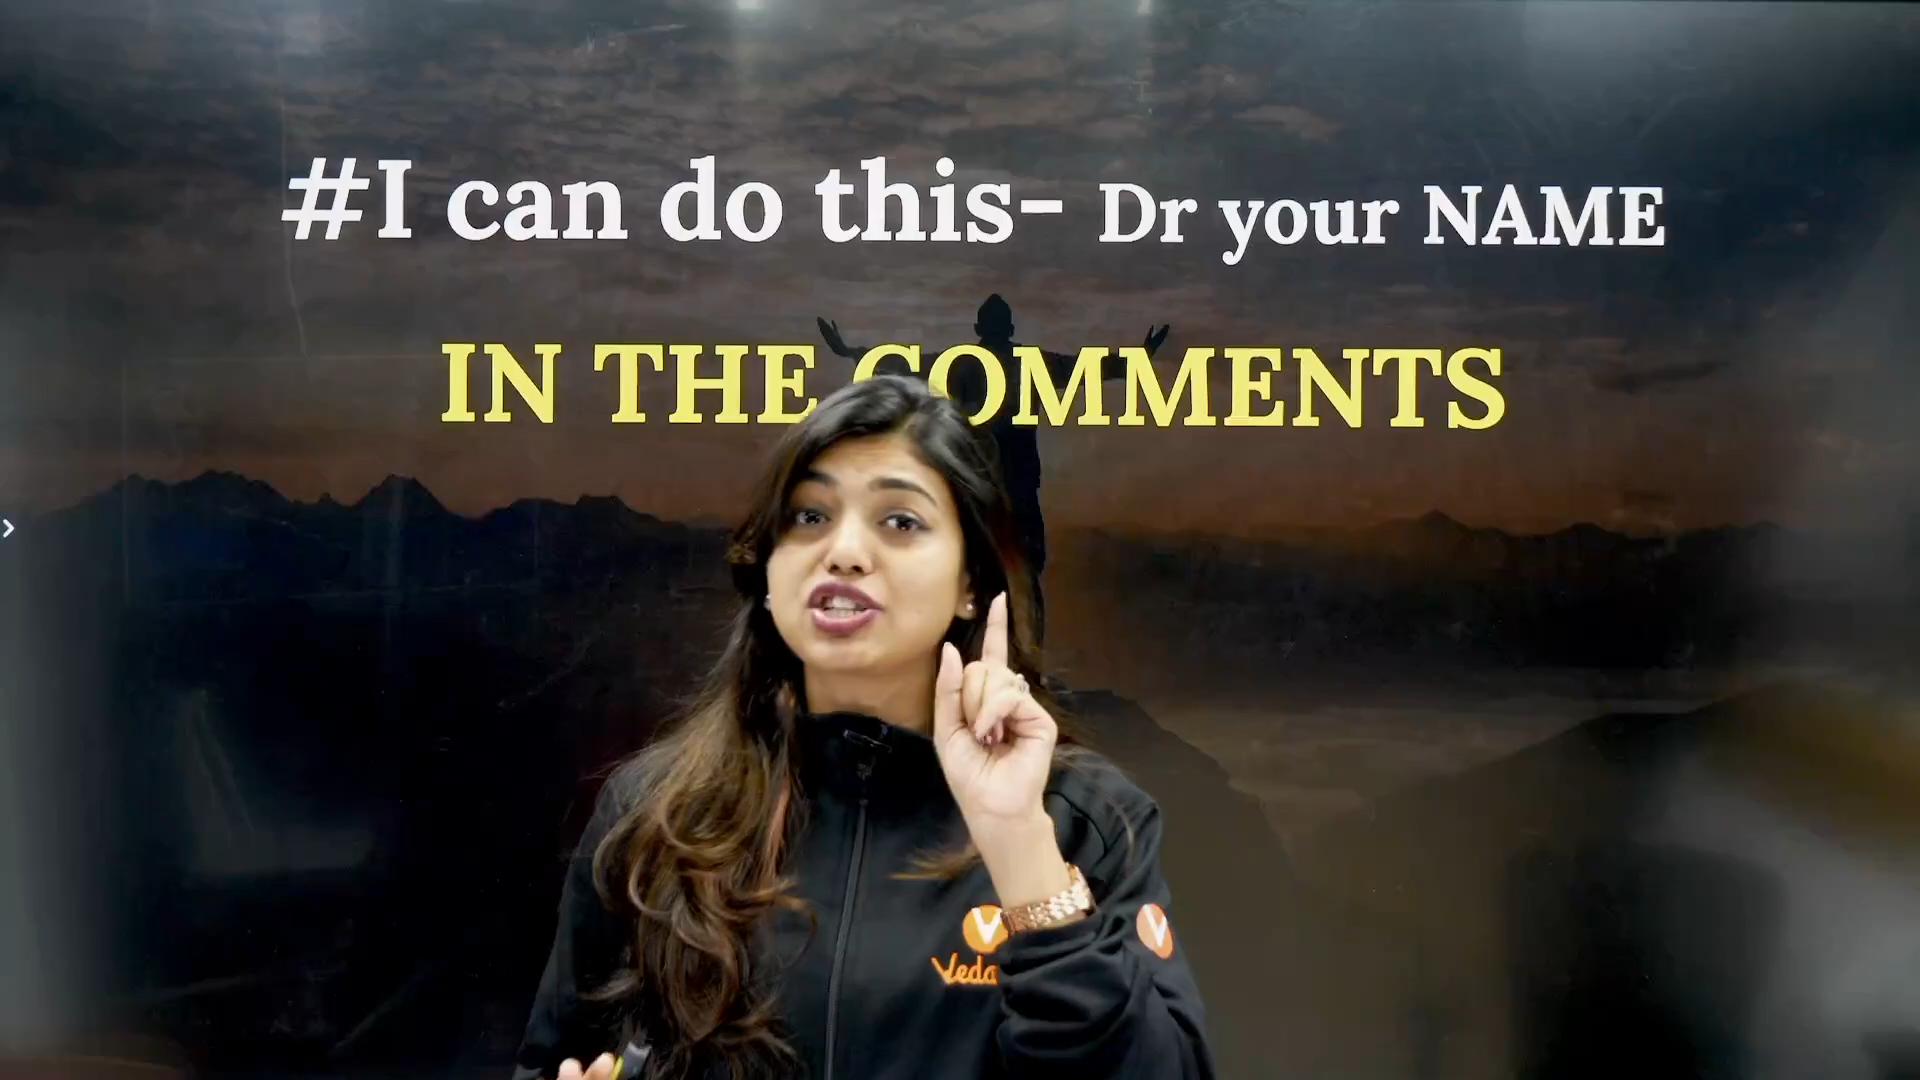 #I can do this- Dr your NAME
IN THE COMMENTS
V
V
Veda